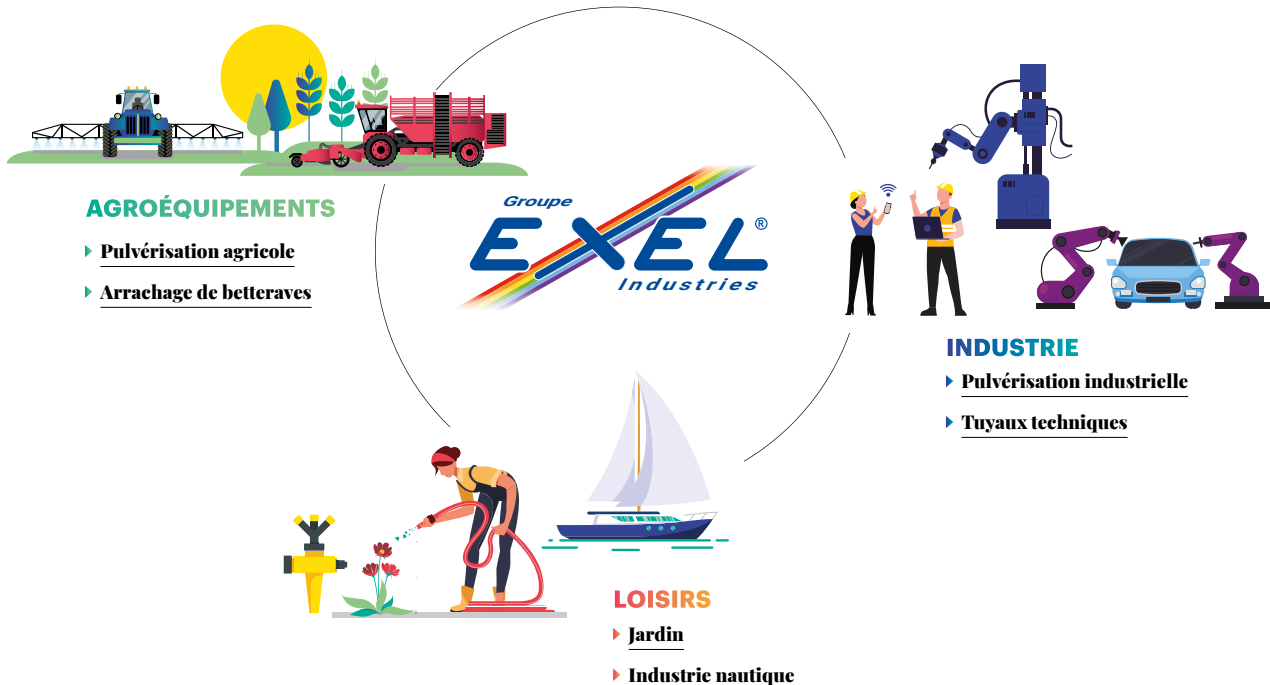 Groupe
EXEL®
Industries
AGROÉQUIPEMENTS
Pulvérisation agricole
Arrachage de betteraves
INDUSTRIE
Pulvérisation industrielle
Tuyaux techniques
LOISIRS
Jardin
Industrie nautique